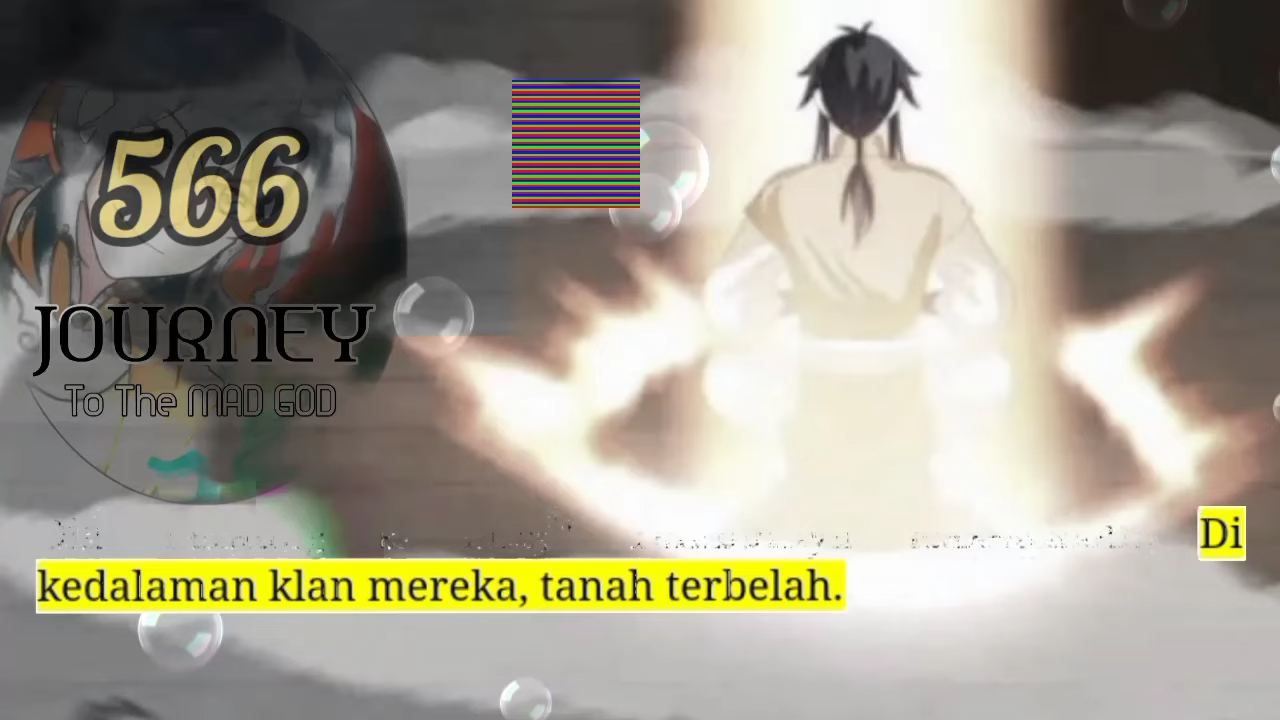 566
JOURNEY
To The MAD GOD
Di
kedalaman klan mereka, tanah terbelah.